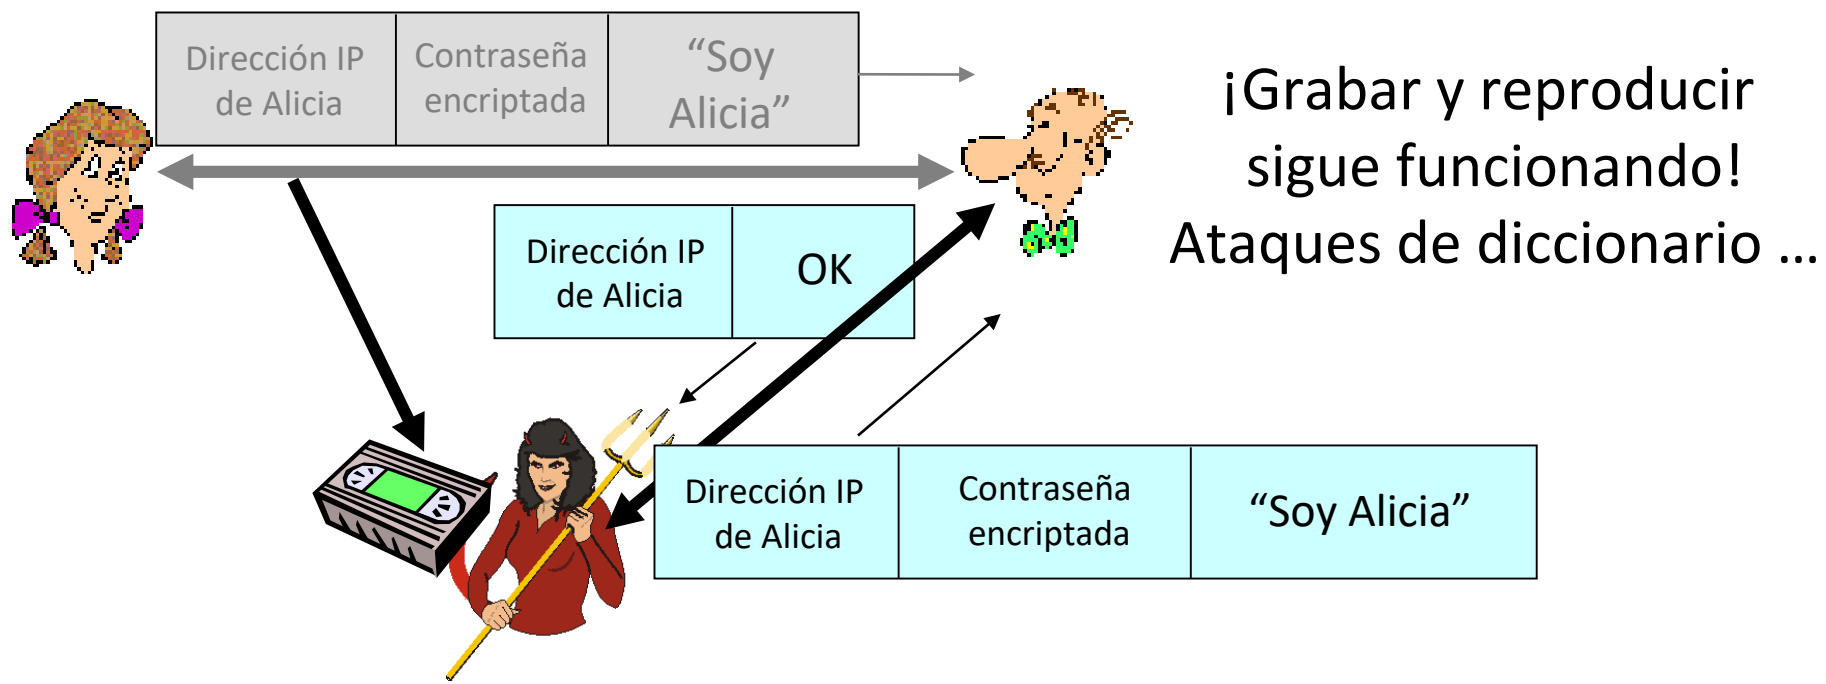 Dirección IP
de Alicia
Contraseña
encriptada
“Soy
Alicia”
¡Grabar y reproducir
sigue funcionando!
Ataques de diccionario ...
Dirección IP
de Alicia
OK
Dirección IP
de Alicia
Contraseña
encriptada
“Soy Alicia”